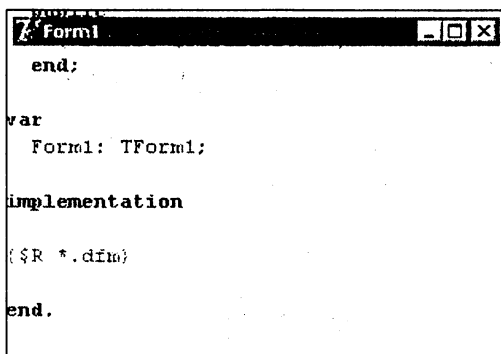 Form1
end;
var
Form1: TForm1;
implementation
{$R *.dfm}
end.